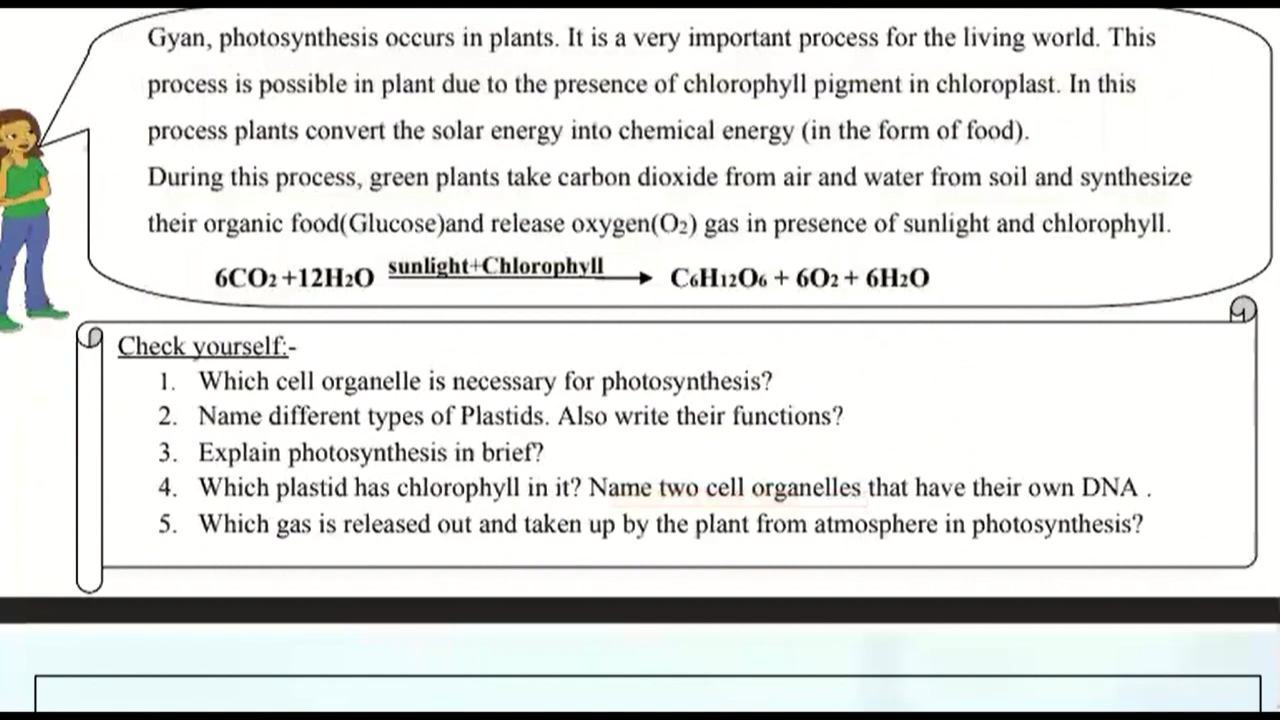 Gyan, photosynthesis occurs in plants. It is a very important process for the living world. This
process is possible in plant due to the presence of chlorophyll pigment in chloroplast. In this
process plants convert the solar energy into chemical energy (in the form of food).
During this process, green plants take carbon dioxide from air and water from soil and synthesize
their organic food(Glucose)and release oxygen(O₂) gas in presence of sunlight and chlorophyll.
6CO₂ +12H₂O sunlight+Chlorophyll → C₆H₁₂O₆ + 6O₂ + 6H₂O
Check yourself:-
1. Which cell organelle is necessary for photosynthesis?
2. Name different types of Plastids. Also write their functions?
3. Explain photosynthesis in brief?
4. Which plastid has chlorophyll in it? Name two cell organelles that have their own DNA .
5. Which gas is released out and taken up by the plant from atmosphere in photosynthesis?